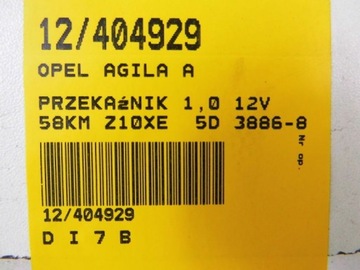 12/404929
OPEL AGILA A
PRZEKAźNIK 1,0 12V
58KM Z10XE 5D 3886-8
Nr op.
12/404929
D I 7 B